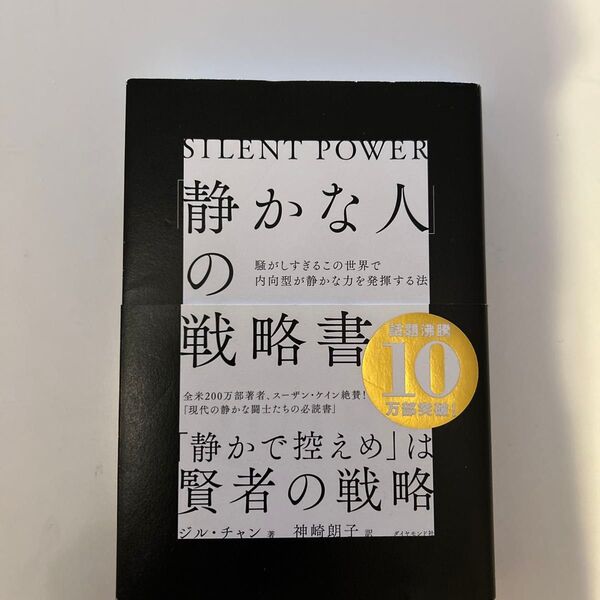 SILENT POWER
「静かな人」
の
騒がしすぎるこの世界で
内向型が静かな力を発揮する法
戦略書
話題沸騰
10
万部突破!
全米200万部著者、スーザン・ケイン絶賛!
「現代の静かな闘士たちの必読書」
「静かで控えめ」は
賢者の戦略
ジル・チャン 著 神崎朗子 訳 ダイヤモンド社